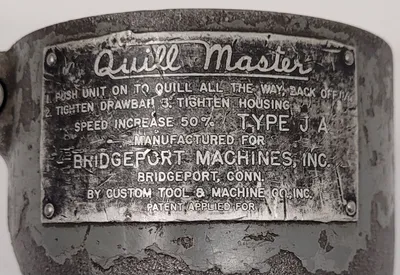 Quill Master
1. PUSH UNIT ON TO QUILL ALL THE WAY, BACK OFF
2. TIGHTEN DRAWBAR 3. TIGHTEN HOUSING
SPEED INCREASE 50% TYPE J A
MANUFACTURED FOR
BRIDGEPORT MACHINES, INC.
BRIDGEPORT, CONN.
BY CUSTOM TOOL & MACHINE CO. INC.
PATENT APPLIED FOR